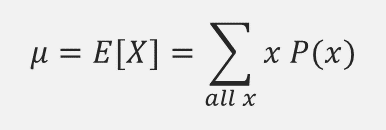 μ = E[X] = ∑ x P(x)
all x